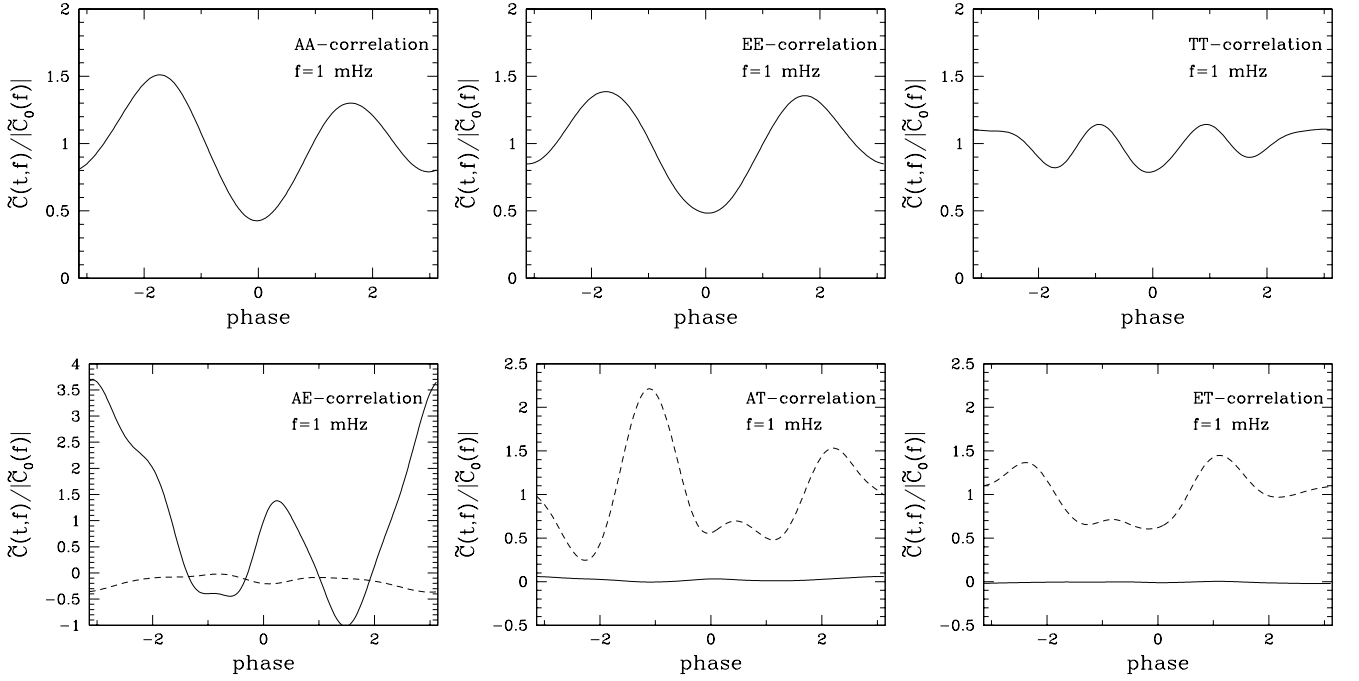 2
1.5
1
0.5
0
C̃(t,f)/|C̃₀(f)|
AA-correlation
f=1 mHz
-2
0
2
phase
2
1.5
1
0.5
0
C̃(t,f)/|C̃₀(f)|
EE-correlation
f=1 mHz
-2
0
2
phase
2
1.5
1
0.5
0
C̃(t,f)/|C̃₀(f)|
TT-correlation
f=1 mHz
-2
0
2
phase
4
3.5
3
2.5
2
1.5
1
0.5
0
-0.5
-1
C̃(t,f)/|C̃₀(f)|
AE-correlation
f=1 mHz
-2
0
2
phase
2.5
2
1.5
1
0.5
0
-0.5
C̃(t,f)/|C̃₀(f)|
AT-correlation
f=1 mHz
-2
0
2
phase
2.5
2
1.5
1
0.5
0
-0.5
C̃(t,f)/|C̃₀(f)|
ET-correlation
f=1 mHz
-2
0
2
phase